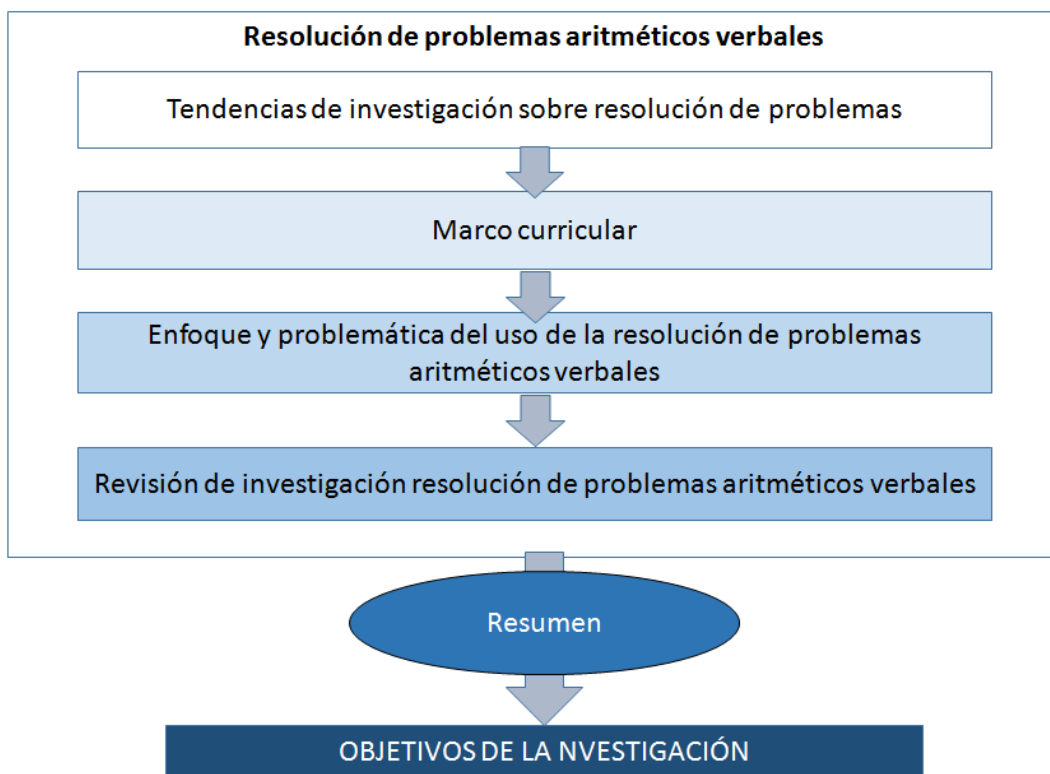 Resolución de problemas aritméticos verbales
Tendencias de investigación sobre resolución de problemas
Marco curricular
Enfoque y problemática del uso de la resolución de problemas
aritméticos verbales
Revisión de investigación resolución de problemas aritméticos verbales
Resumen
OBJETIVOS DE LA NVESTIGACIÓN